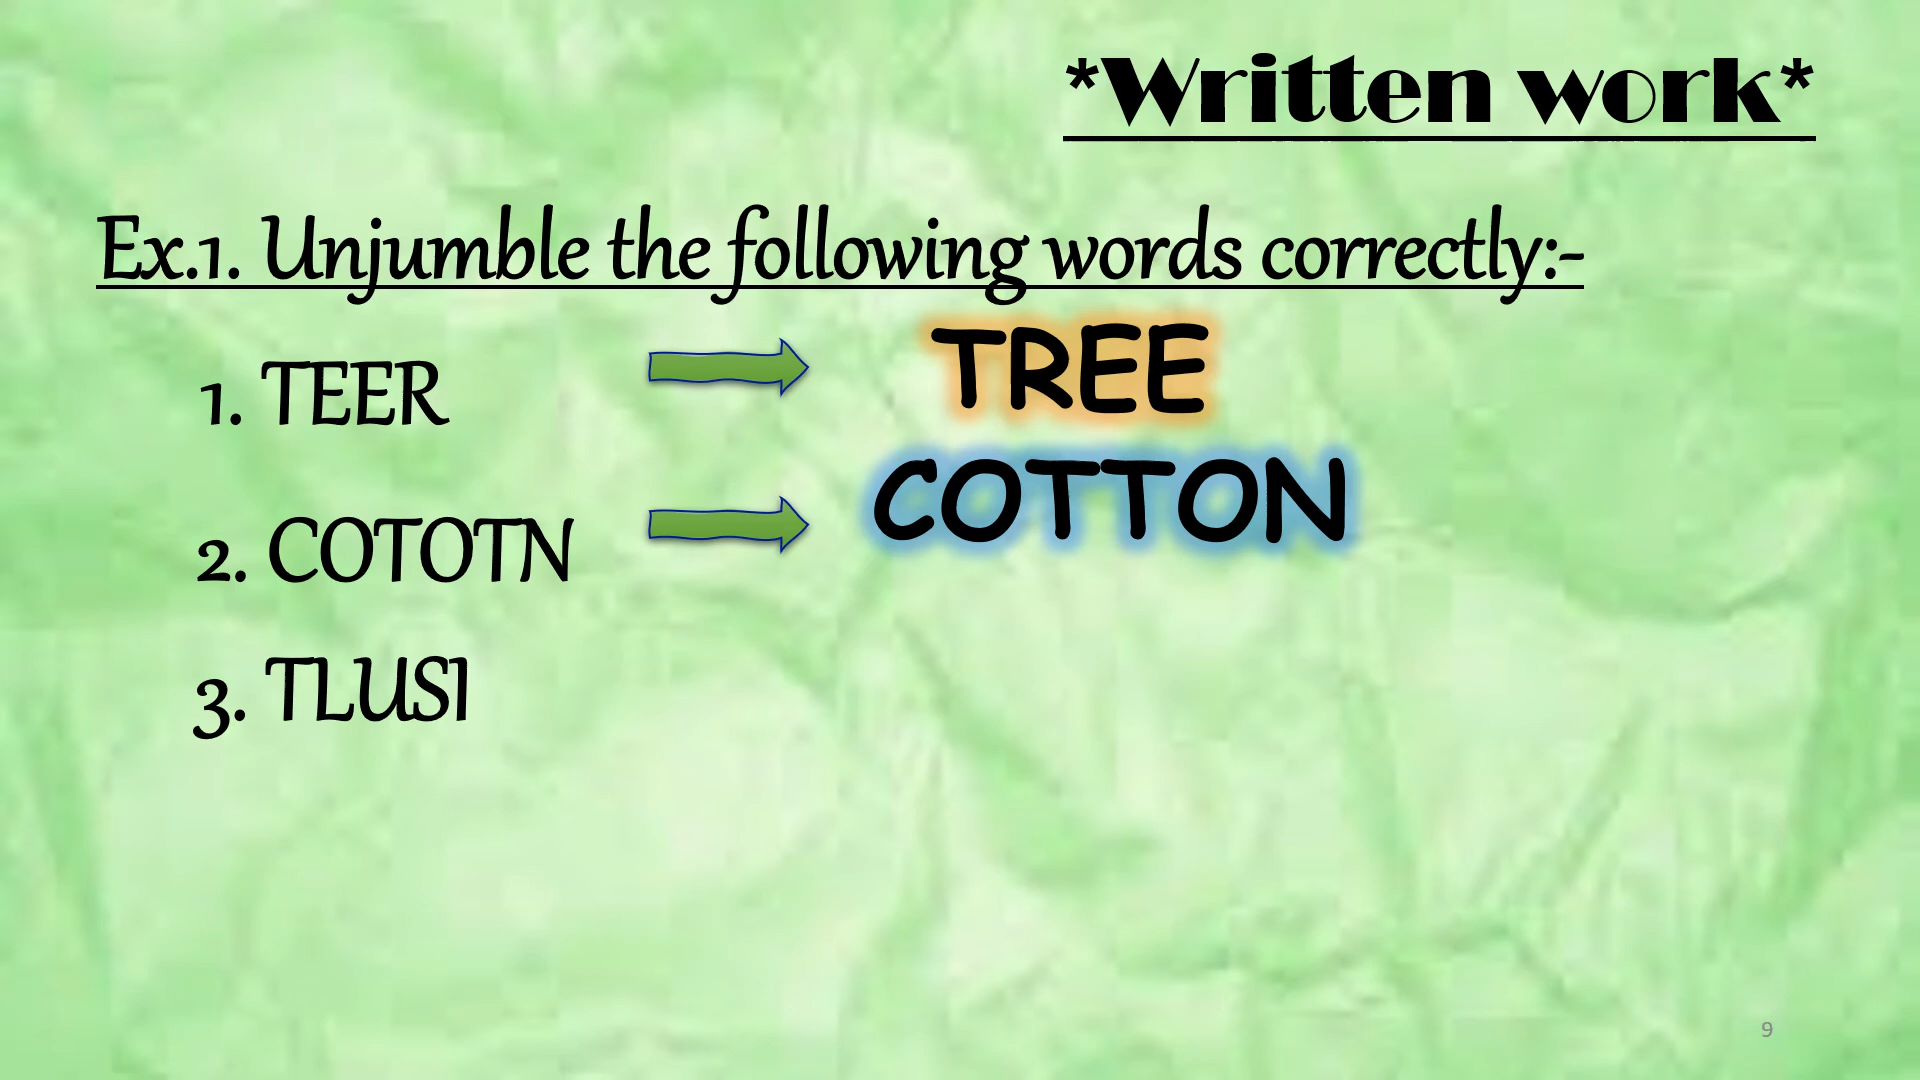 *Written work*
Ex.1. Unjumble the following words correctly:-
1. TEER TREE
2. COTOTN COTTON
3. TLUSI
9